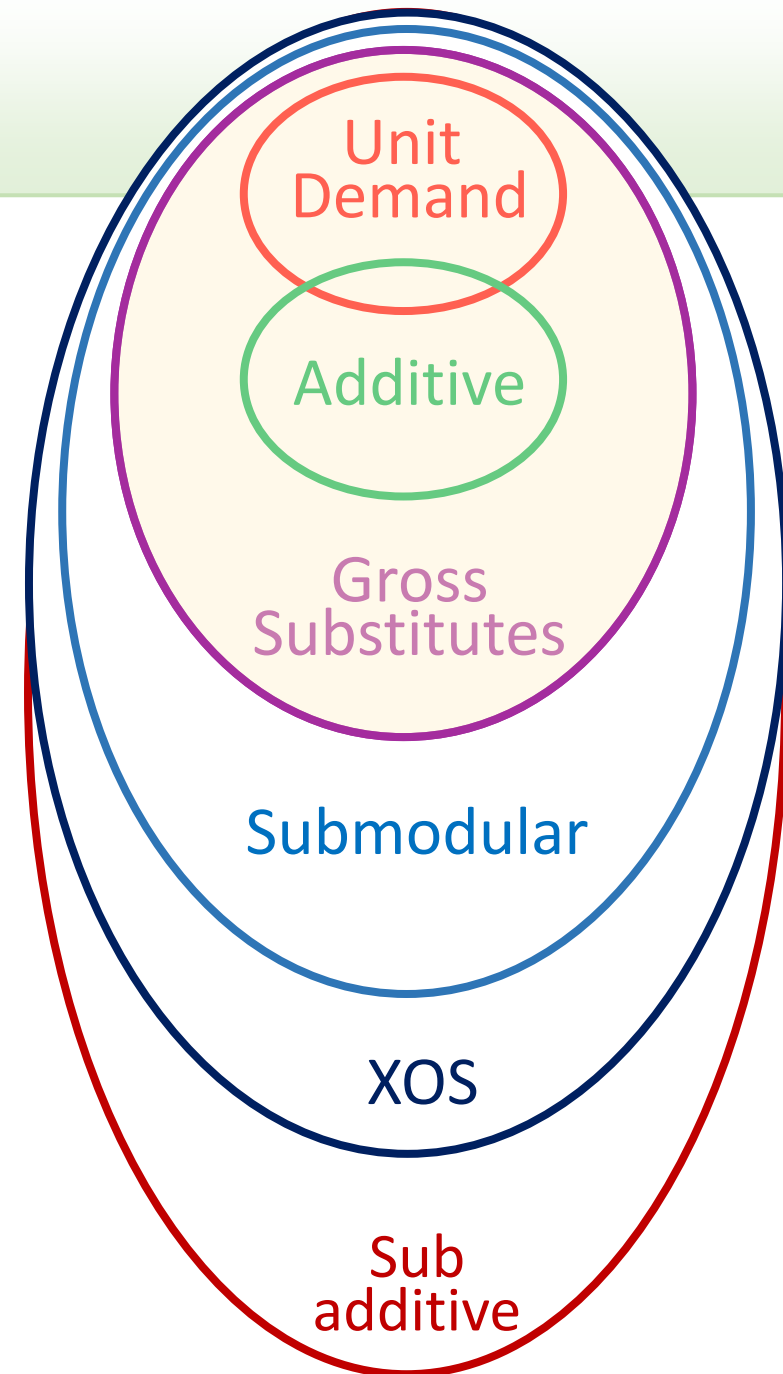 Unit
Demand
Additive
Gross
Substitutes
Submodular
XOS
Sub
additive